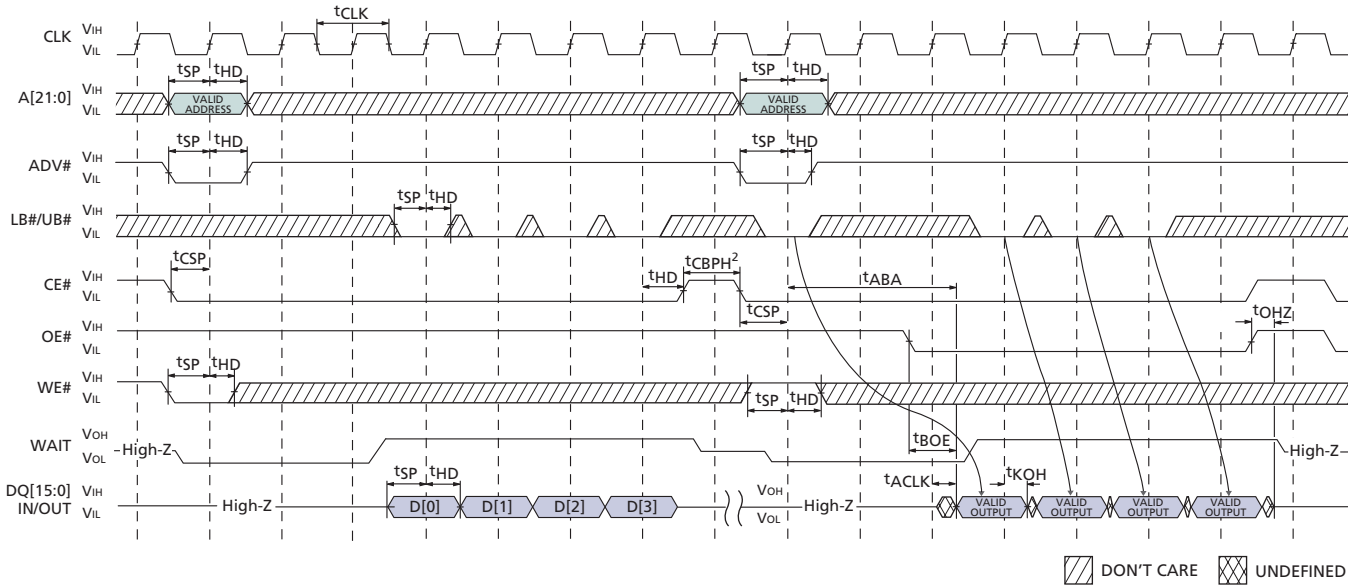 tCLK
CLK VIH
VIL
tSP tHD tSP tHD
A[21:0] VIH
VIL
VALID ADDRESS VALID ADDRESS
tSP tHD tSP tHD
ADV# VIH
VIL
tSP tHD
LB#/UB# VIH
VIL
tCSP tHD tCBPH2 tABA
CE# VIH
VIL
tCSP tOHZ
OE# VIH
VIL
tSP tHD
WE# VIH
VIL
tSP tHD
tBOE
WAIT VOH
VOL
High-Z High-Z
tSP tHD tACLK tKOH
DQ[15:0] IN/OUT VIH
VIL
High-Z D[0] D[1] D[2] D[3] VOH
VOL
High-Z VALID OUTPUT VALID OUTPUT VALID OUTPUT VALID OUTPUT
DON'T CARE UNDEFINED